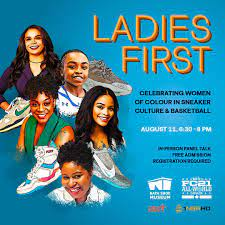 LADIES
FIRST
CELEBRATING WOMEN
OF COLOUR IN SNEAKER
CULTURE & BASKETBALL
AUGUST 11, 6:30 - 8 PM
IN-PERSON PANEL TALK
FREE ADMISSION
REGISTRATION REQUIRED
BATA SHOE
MUSEUM
ALL-WORLD